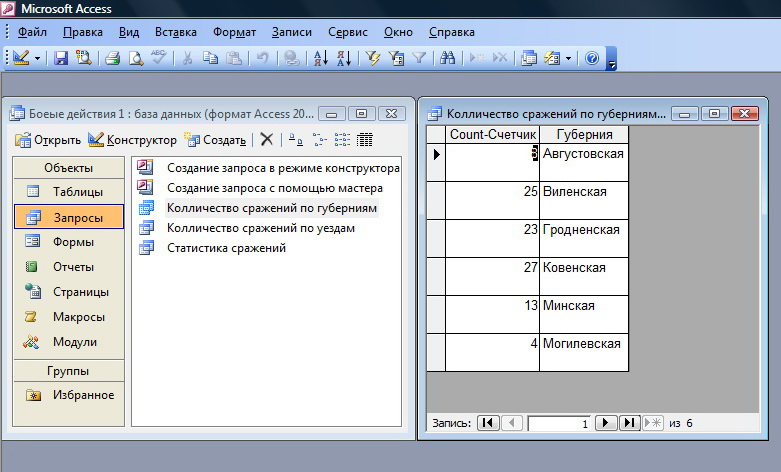 Microsoft Access
Файл Правка Вид Вставка Формат Записи Сервис Окно Справка
Боеые действия 1 : база данных (формат Access 20...
Открыть Конструктор Создать
Объекты
Таблицы
Запросы
Формы
Отчеты
Страницы
Макросы
Модули
Группы
Избранное
Создание запроса в режиме конструктора
Создание запроса с помощью мастера
Колличество сражений по губерниям
Колличество сражений по уездам
Статистика сражений
Колличество сражений по губерниям...
Count-Счетчик Губерния
Августовская
25 Виленская
23 Гродненская
27 Ковенская
13 Минская
4 Могилевская
Запись: 1 из 6